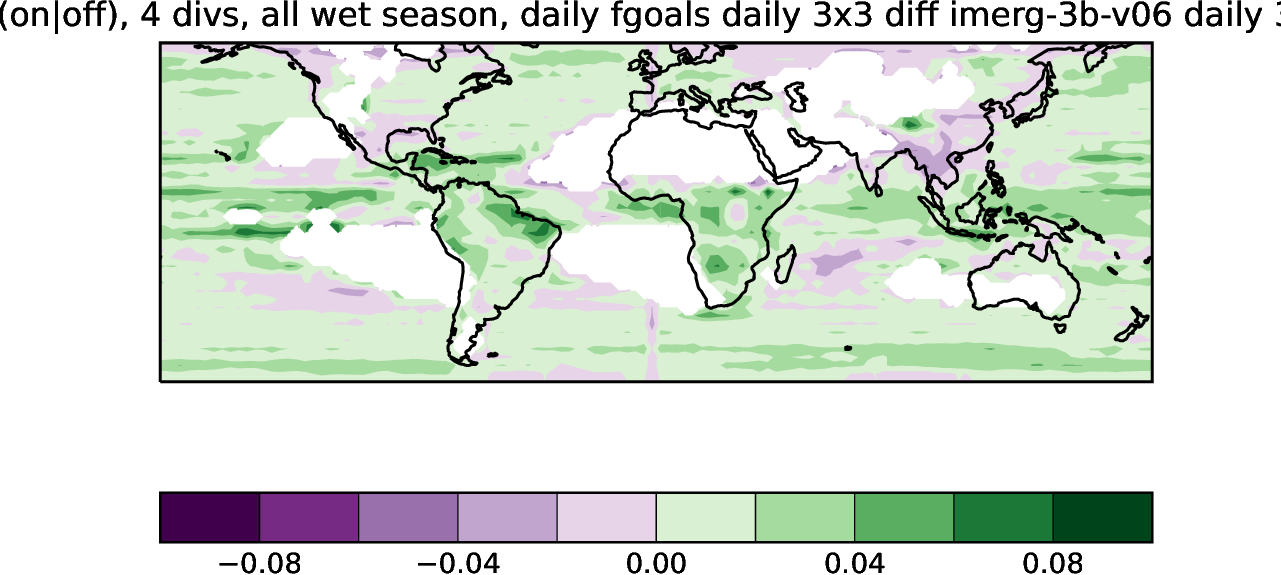 (on|off), 4 divs, all wet season, daily fgoals daily 3x3 diff imerg-3b-v06 daily
−0.08 −0.04 0.00 0.04 0.08